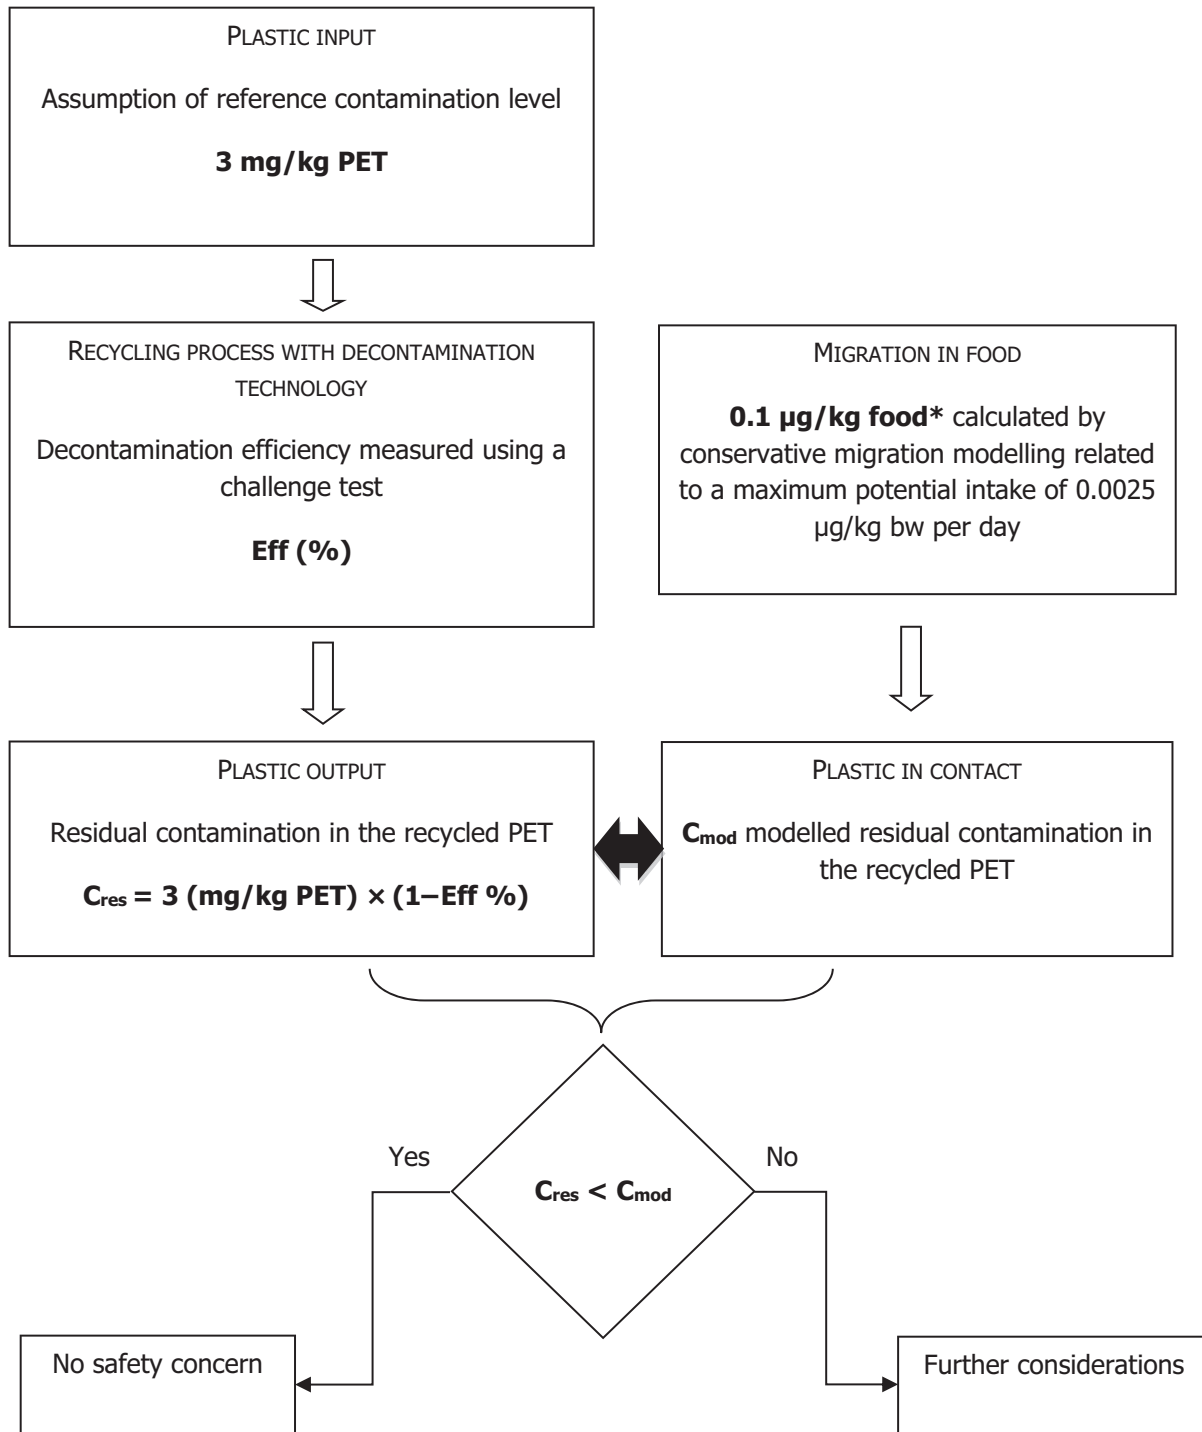 PLASTIC INPUT
Assumption of reference contamination level
3 mg/kg PET
RECYCLING PROCESS WITH DECONTAMINATION
TECHNOLOGY
Decontamination efficiency measured using a
challenge test
Eff (%)
MIGRATION IN FOOD
0.1 µg/kg food* calculated by
conservative migration modelling related
to a maximum potential intake of 0.0025
µg/kg bw per day
PLASTIC OUTPUT
Residual contamination in the recycled PET
Cres = 3 (mg/kg PET) × (1–Eff %)
PLASTIC IN CONTACT
Cmod modelled residual contamination in
the recycled PET
Yes
No
Cres < Cmod
No safety concern
Further considerations